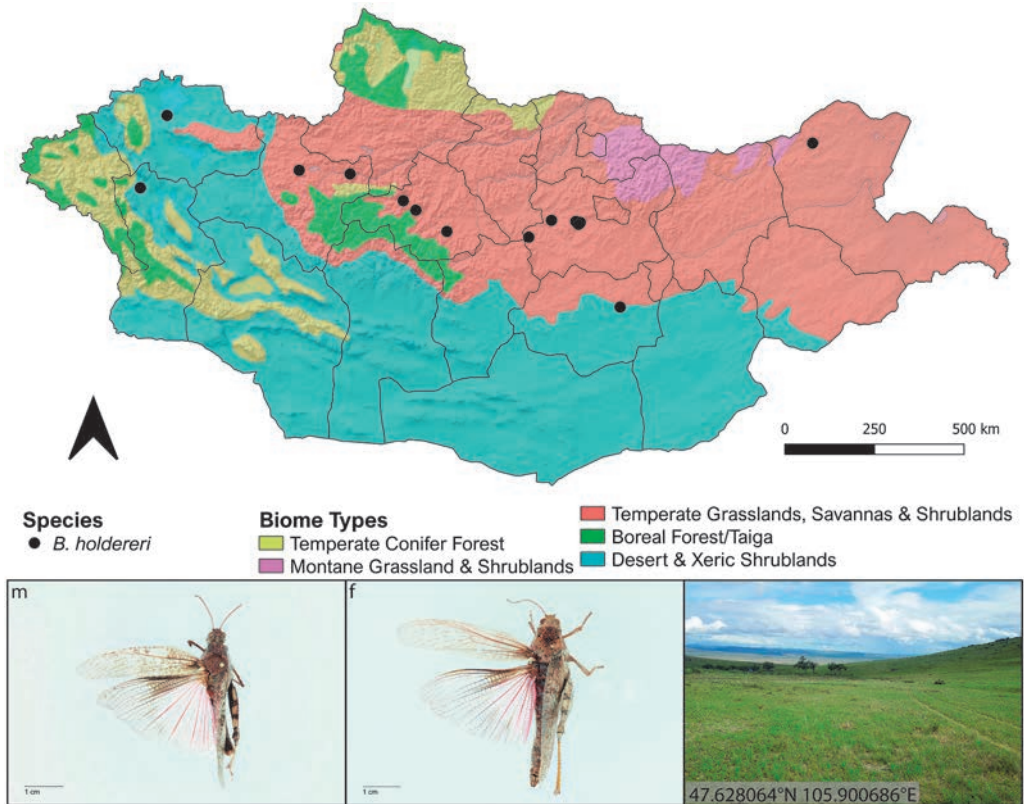 0 250 500 km
Species
B. holdereri
Biome Types
Temperate Conifer Forest
Montane Grassland & Shrublands
Temperate Grasslands, Savannas & Shrublands
Boreal Forest/Taiga
Desert & Xeric Shrublands
m
1 cm
f
1 cm
47.628064°N 105.900686°E